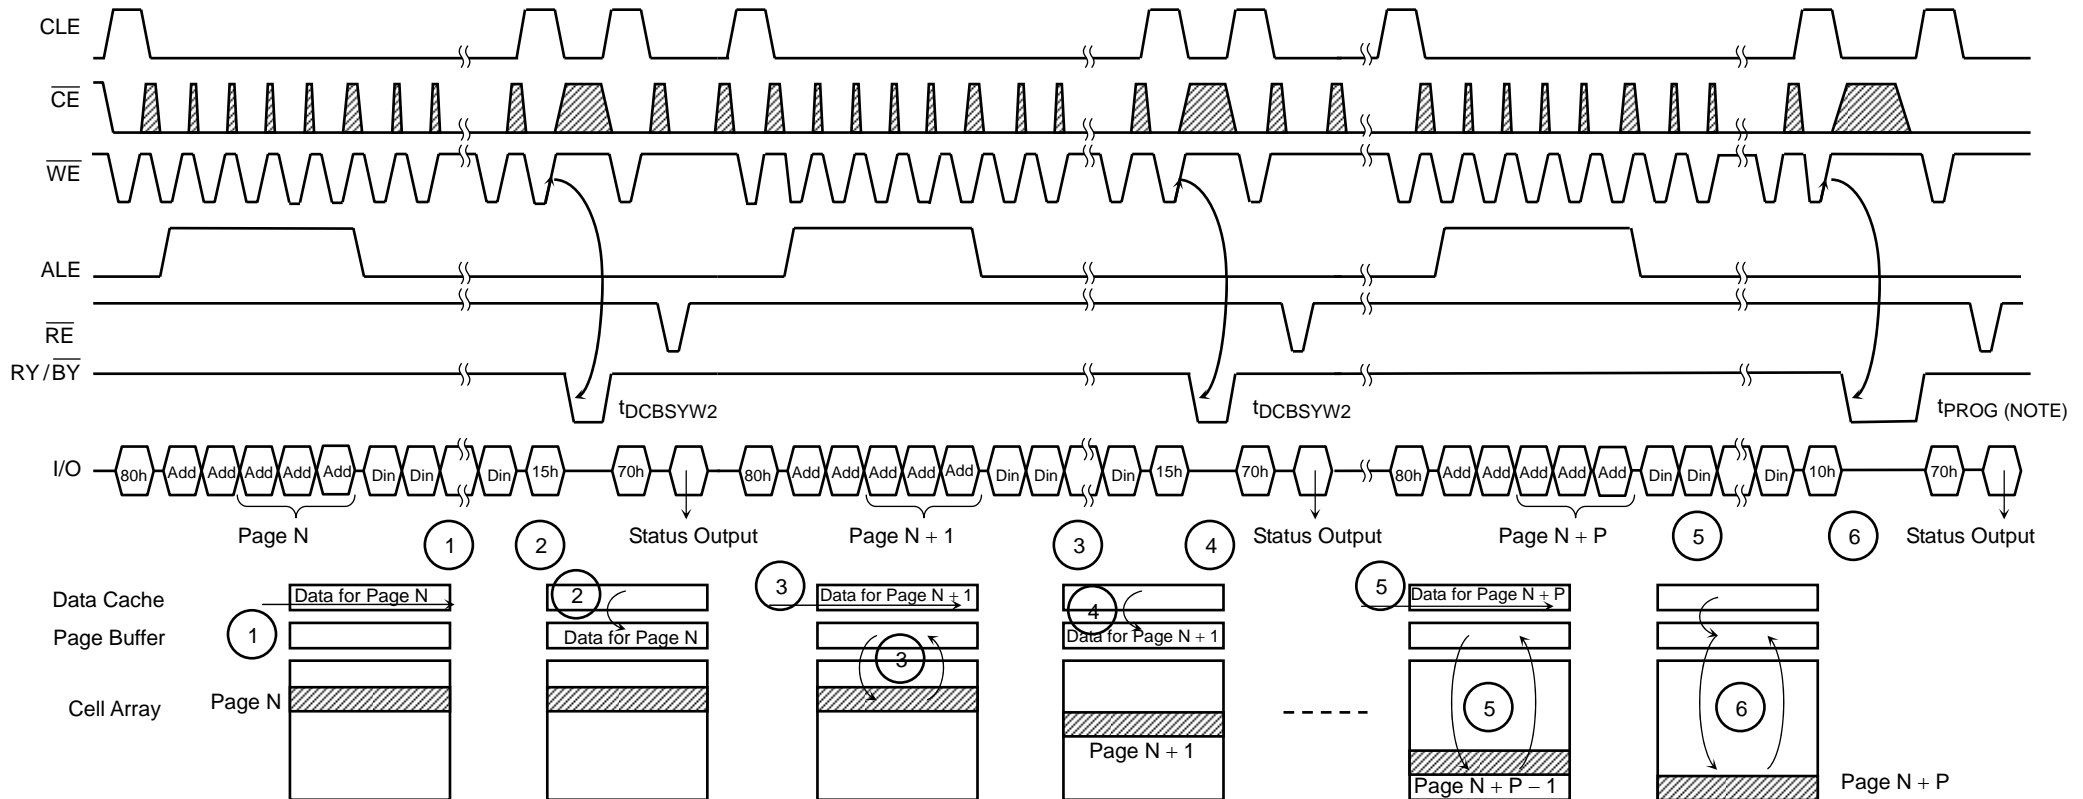 CLE
CE
WE
ALE
RE
RY/BY
tDCBSYW2 tDCBSYW2 tPROG (NOTE)
I/O 80h Add Add Add Add Add Din Din Din 15h 70h 80h Add Add Add Add Add Din Din Din 15h 70h 80h Add Add Add Add Add Din Din Din 10h 70h
Page N 1 2 Status Output Page N + 1 3 4 Status Output Page N + P 5 6 Status Output
Data Cache Data for Page N 2 3 Data for Page N + 1 4 5 Data for Page N + P
Page Buffer 1 Data for Page N 3 Data for Page N + 1
Cell Array Page N 5 6
Page N + 1
Page N + P − 1 Page N + P